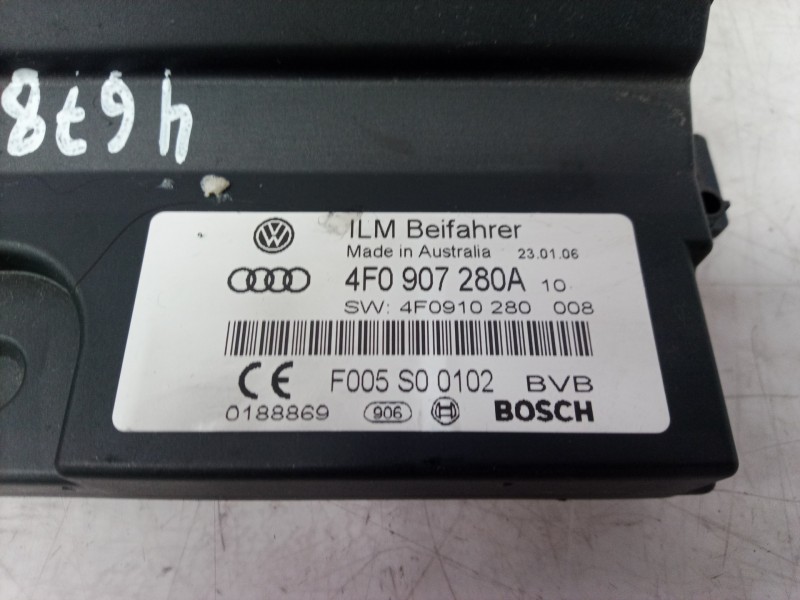 4678
ILM Beifahrer
Made in Australia 23.01.06
4F0 907 280A 10
SW: 4F0910 280 008
CE F005 S0 0102 BVB
0188869 906 BOSCH